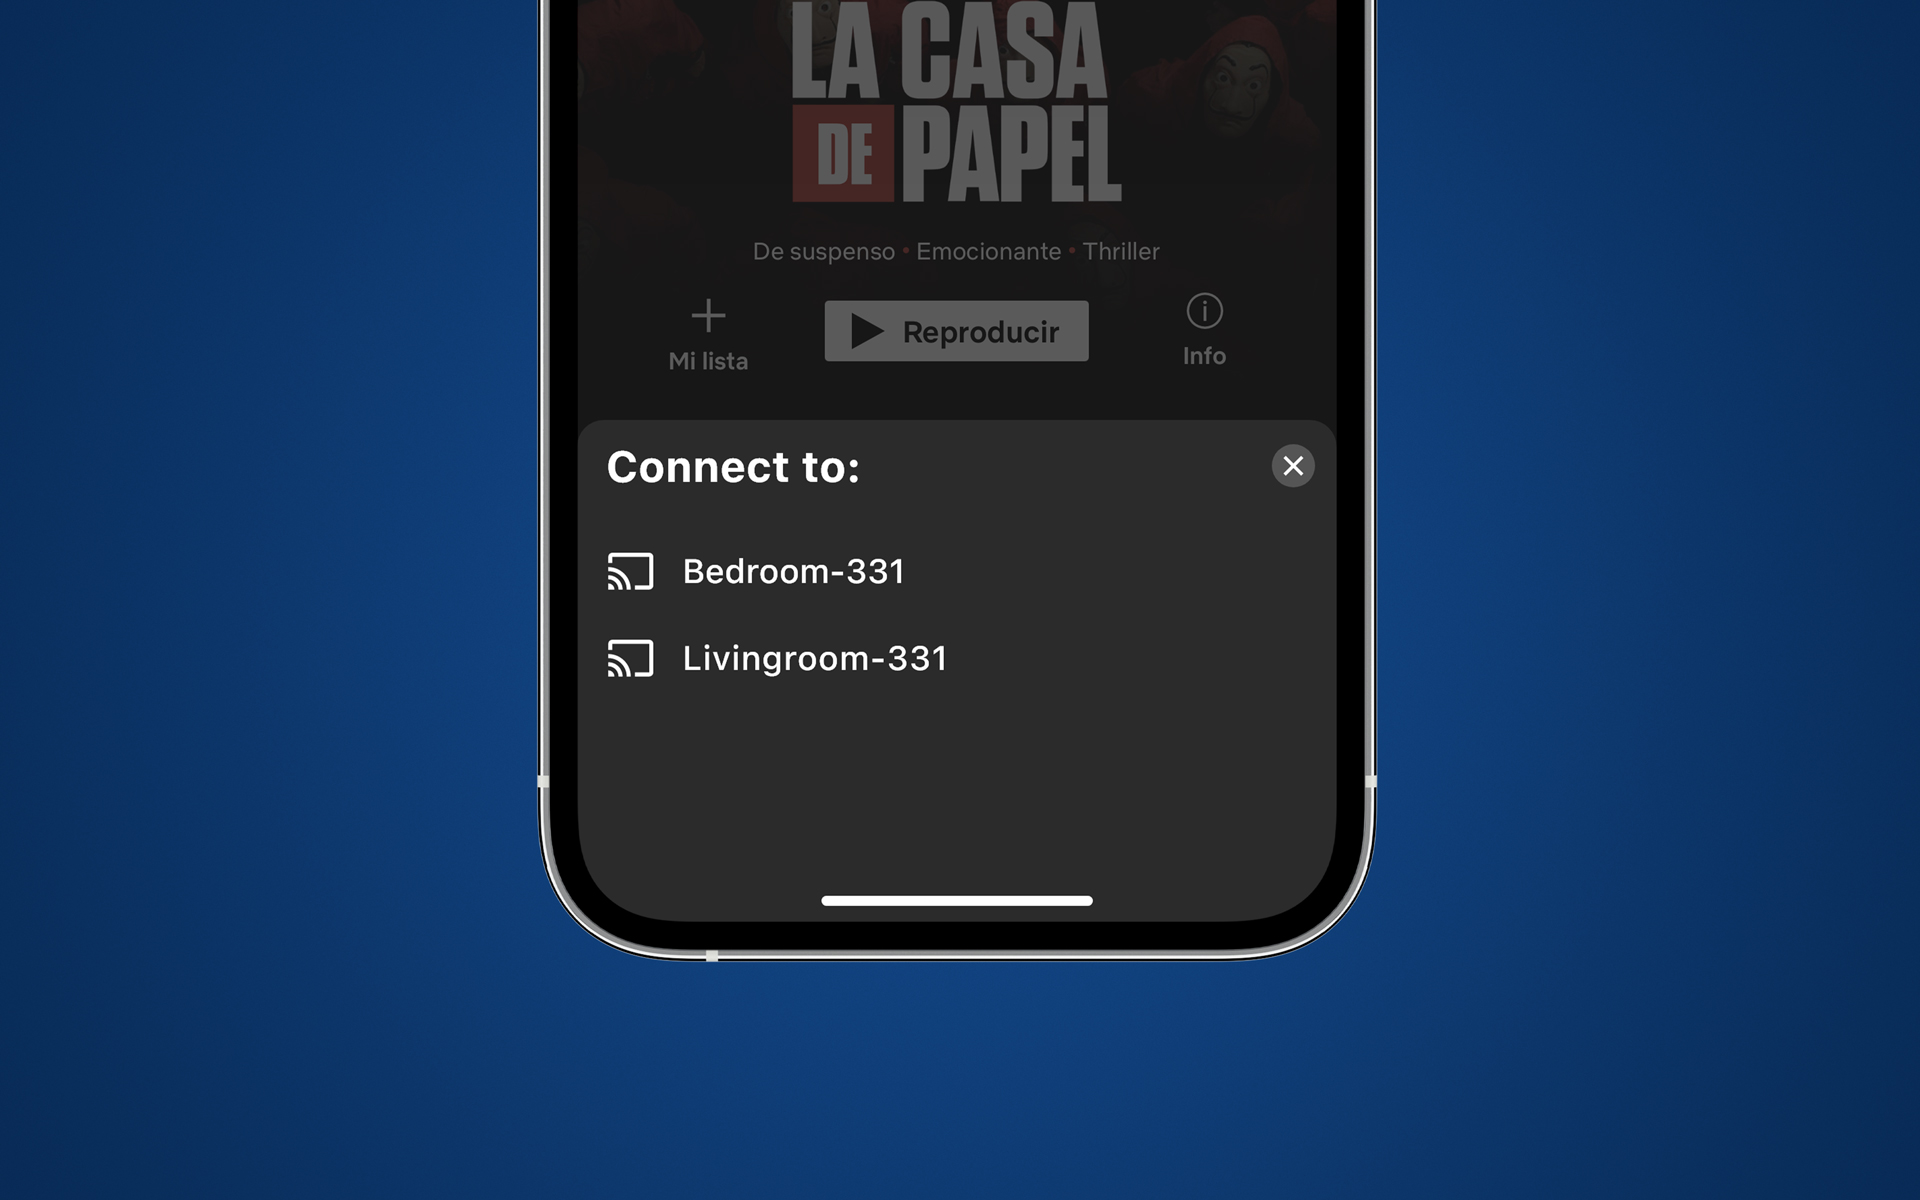 LA CASA
DE PAPEL
De suspenso • Emocionante • Thriller
Mi lista
Reproducir
Info
Connect to:
Bedroom-331
Livingroom-331